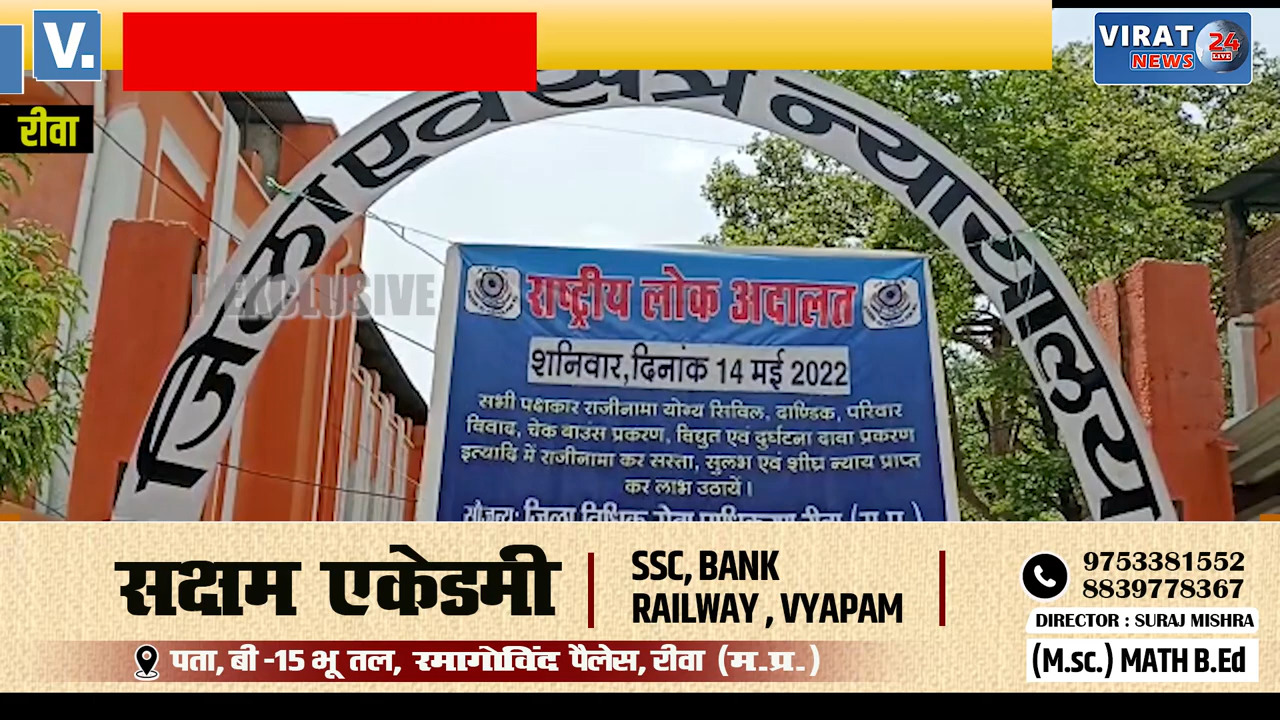 V.
VIRAT 24
NEWS LIVE
रीवा
जिला एवं सत्र न्यायालय
EXCLUSIVE
राष्ट्रीय लोक अदालत
शनिवार,दिनांक 14 मई 2022
सभी पक्षकार राजीनामा योग्य सिविल, दाण्डिक, परिवार
विवाद, चेक बाउंस प्रकरण, विद्युत एवं दुर्घटना दावा प्रकरण
इत्यादि में राजीनामा कर सस्ता, सुलभ एवं शीघ्र न्याय प्राप्त
कर लाभ उठायें।
सौजन्य: जिला विधिक सेवा प्राधिकरण रीवा (म.प्र.)
सक्षम एकेडमी
SSC, BANK
RAILWAY , VYAPAM
पता, बी -15 भू तल, रमागोविंद पैलेस, रीवा (म.प्र.)
9753381552
8839778367
DIRECTOR : SURAJ MISHRA
(M.sc.) MATH B.Ed